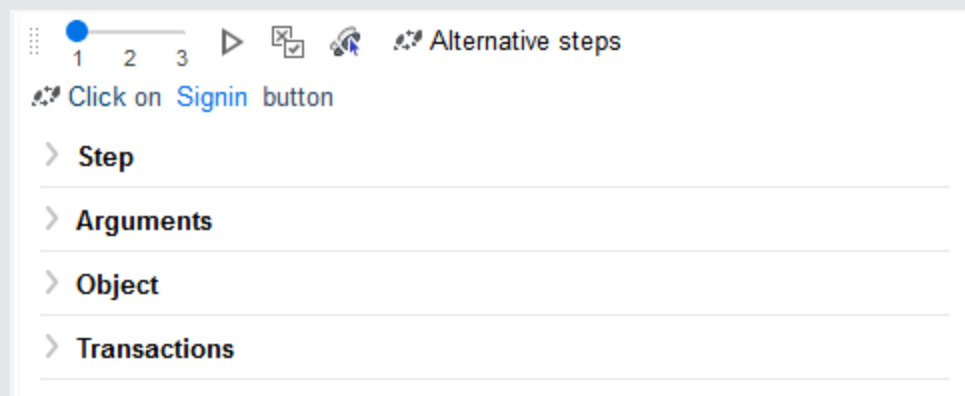 Alternative steps
1 2 3
Click on Signin button
Step
Arguments
Object
Transactions